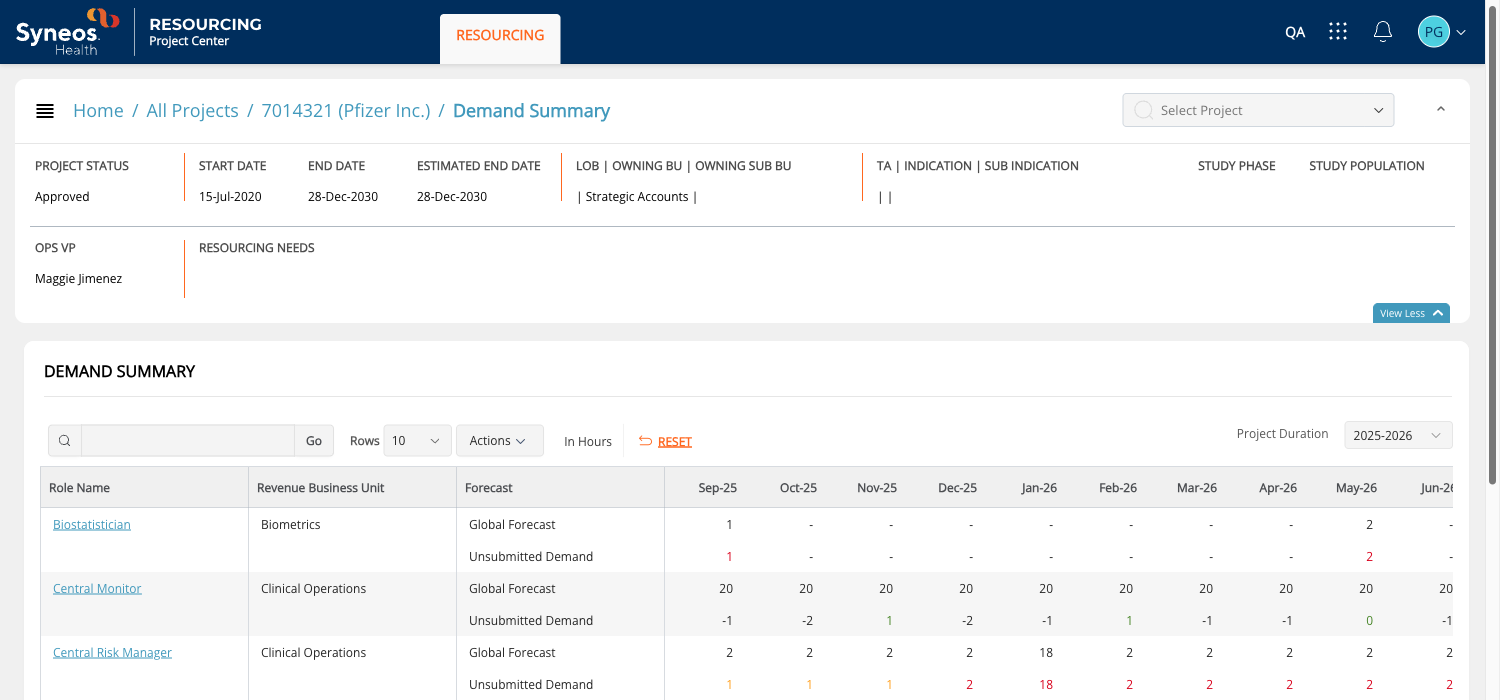 Syneos Health RESOURCING Project Center RESOURCING QA PG
Home / All Projects / 7014321 (Pfizer Inc.) / Demand Summary Select Project
PROJECT STATUS START DATE END DATE ESTIMATED END DATE LOB | OWNING BU | OWNING SUB BU TA | INDICATION | SUB INDICATION STUDY PHASE STUDY POPULATION
Approved 15-Jul-2020 28-Dec-2030 28-Dec-2030 | Strategic Accounts | | |
OPS VP RESOURCING NEEDS
Maggie Jimenez
View Less
DEMAND SUMMARY
Go Rows 10 Actions In Hours RESET Project Duration 2025-2026
Role Name Revenue Business Unit Forecast Sep-25 Oct-25 Nov-25 Dec-25 Jan-26 Feb-26 Mar-26 Apr-26 May-26 Jun-26
Biostatistician Biometrics Global Forecast 1 - - - - - - - 2 -
Unsubmitted Demand 1 - - - - - - - 2 -
Central Monitor Clinical Operations Global Forecast 20 20 20 20 20 20 20 20 20 20
Unsubmitted Demand -1 -2 1 -2 -1 1 -1 -1 0 -1
Central Risk Manager Clinical Operations Global Forecast 2 2 2 2 18 2 2 2 2 2
Unsubmitted Demand 1 1 1 2 18 2 2 2 2 2